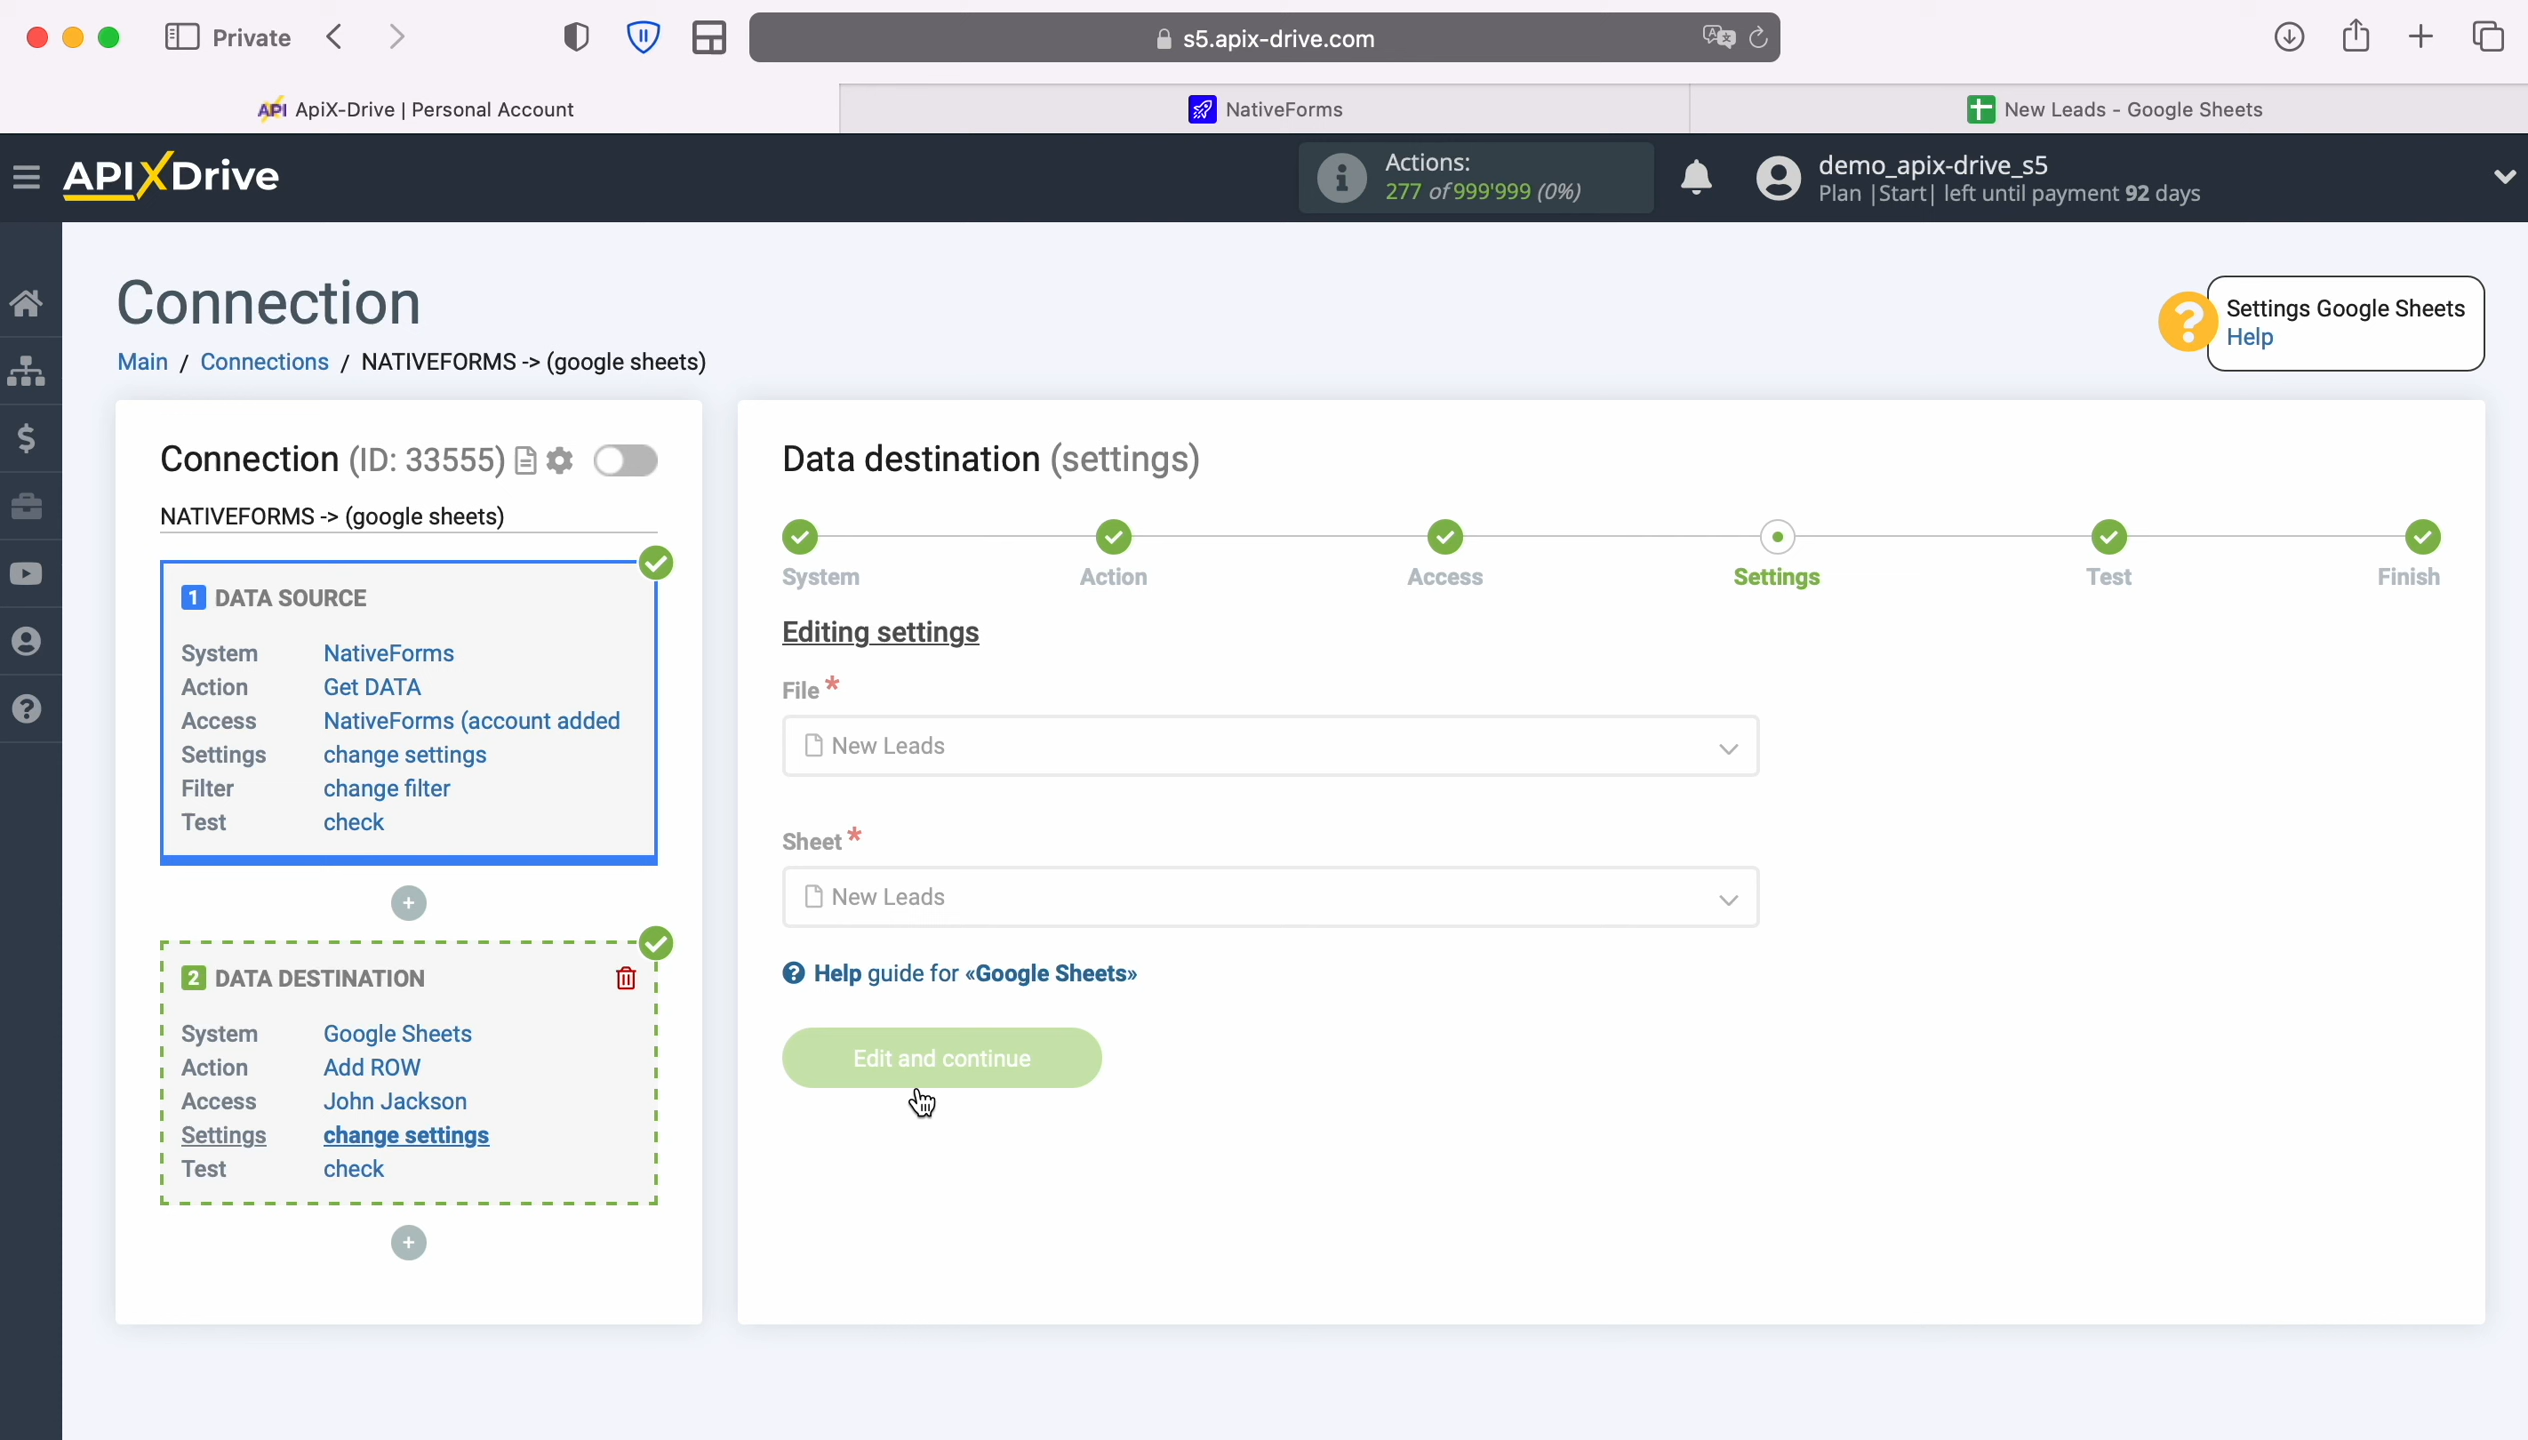 Private
s5.apix-drive.com
ApiX-Drive | Personal Account
NativeForms
New Leads - Google Sheets
APIXDrive
Actions:
277 of 999'999 (0%)
demo_apix-drive_s5
Plan |Start| left until payment 92 days
Connection
Main / Connections / NATIVEFORMS -> (google sheets)
Settings Google Sheets
Help
Connection (ID: 33555)
NATIVEFORMS -> (google sheets)
1 DATA SOURCE
System NativeForms
Action Get DATA
Access NativeForms (account added
Settings change settings
Filter change filter
Test check
+
2 DATA DESTINATION
System Google Sheets
Action Add ROW
Access John Jackson
Settings change settings
Test check
+
Data destination (settings)
System Action Access Settings Test Finish
Editing settings
File *
New Leads
Sheet *
New Leads
Help guide for «Google Sheets»
Edit and continue